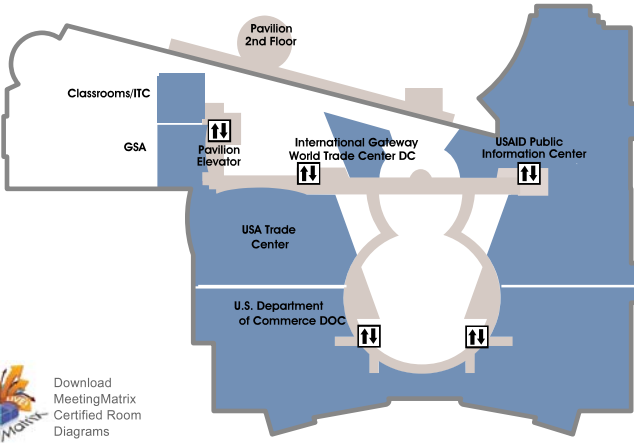 Pavilion
2nd Floor
Classrooms/ITC
GSA
Pavilion
Elevator
International Gateway
World Trade Center DC
USAID Public
Information Center
USA Trade
Center
U.S. Department
of Commerce DOC
Download
MeetingMatrix
Certified Room
Diagrams
Matrix